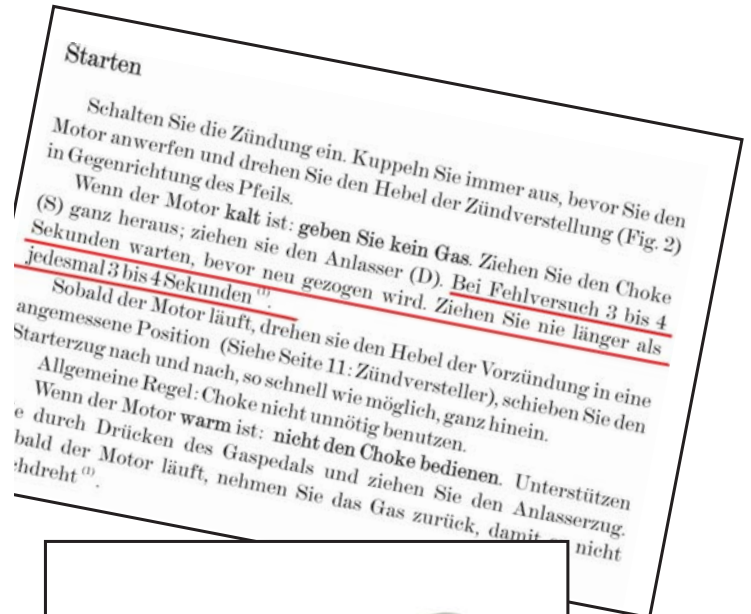 Starten
Schalten Sie die Zündung ein. Kuppeln Sie immer aus, bevor Sie den
Motor anwerfen und drehen Sie den Hebel der Zündverstellung (Fig. 2)
in Gegenrichtung des Pfeils.
Wenn der Motor kalt ist: geben Sie kein Gas. Ziehen Sie den Choke
(S) ganz heraus; ziehen sie den Anlasser (D). Bei Fehlversuch 3 bis 4
Sekunden warten, bevor neu gezogen wird. Ziehen Sie nie länger als
jedesmal 3 bis 4 Sekunden (1).
Sobald der Motor läuft, drehen sie den Hebel der Vorzündung in eine
angemessene Position (Siehe Seite 11: Zündversteller), schieben Sie den
Starterzug nach und nach, so schnell wie möglich, ganz hinein.
Allgemeine Regel: Choke nicht unnötig benutzen.
Wenn der Motor warm ist: nicht den Choke bedienen. Unterstützen
e durch Drücken des Gaspedals und ziehen Sie den Anlasserzug.
bald der Motor läuft, nehmen Sie das Gas zurück, damit nicht
chdreht (1).